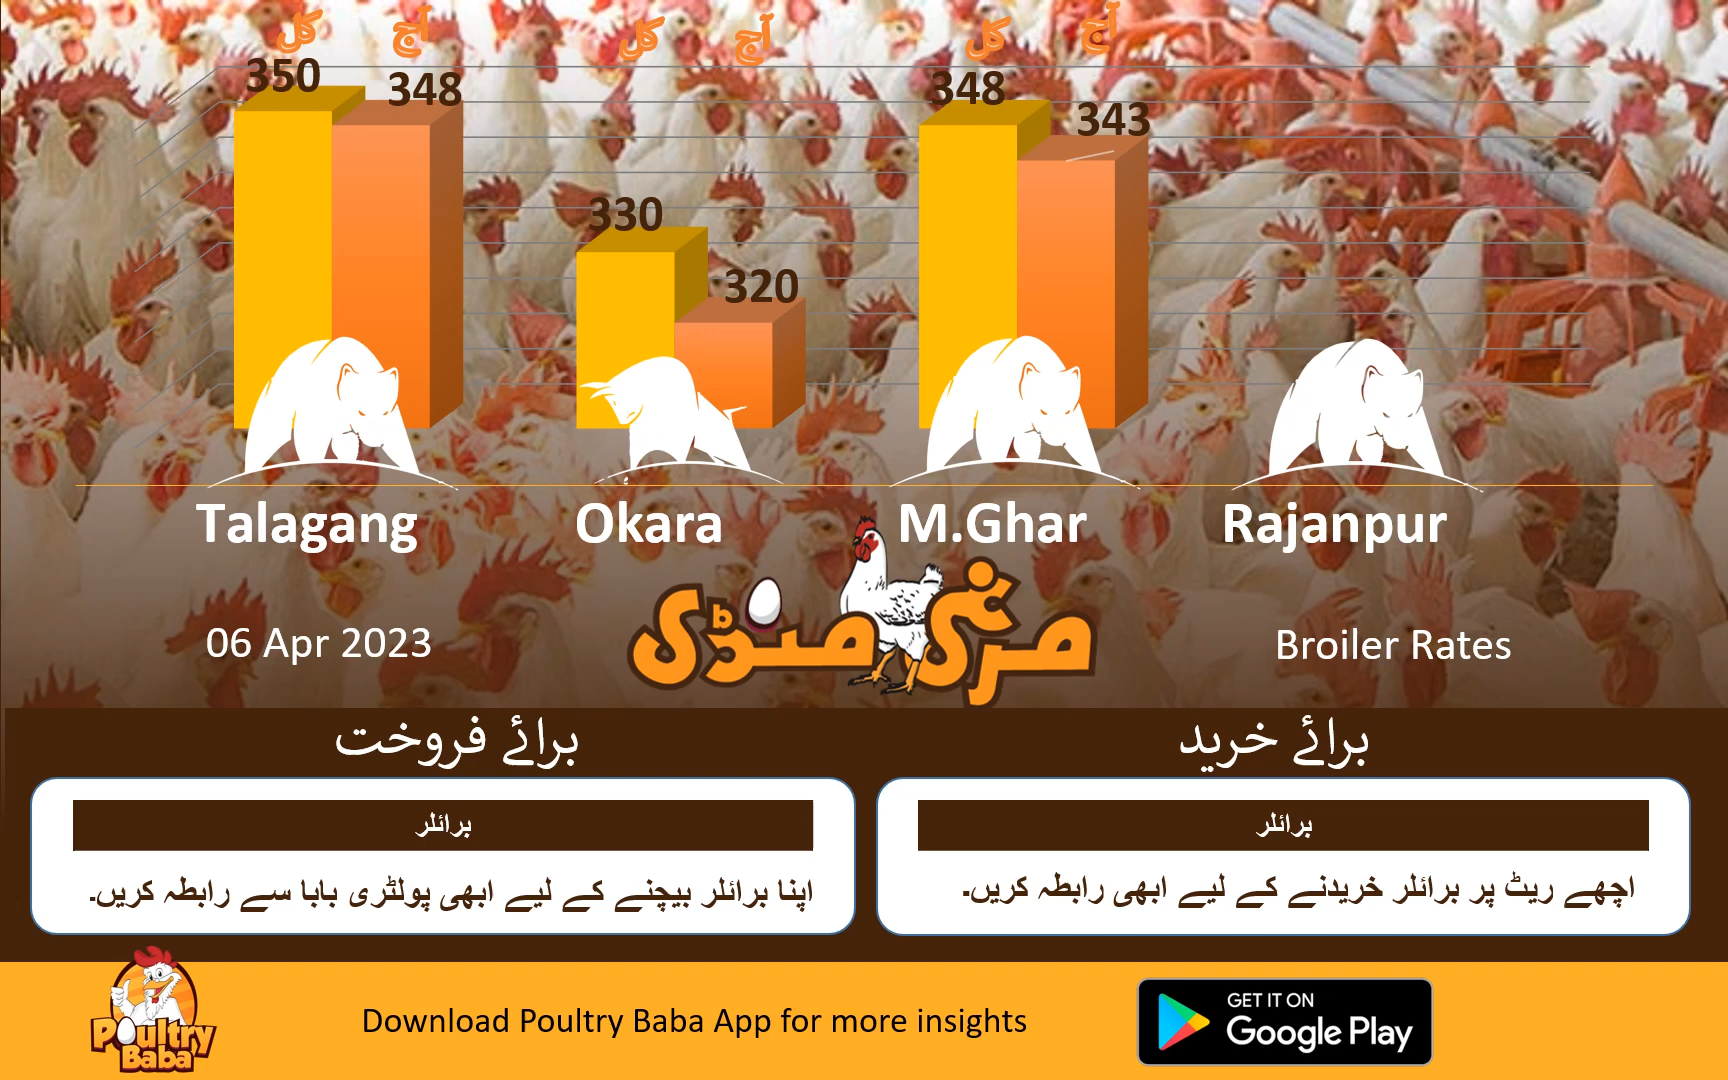 کل آج کل آج کل آج
350 348 330 320 348 343
Talagang Okara M.Ghar Rajanpur
06 Apr 2023
مرغی منڈی
Broiler Rates
برائے فروخت
برائلر
اپنا برائلر بیچنے کے لیے ابھی پولٹری بابا سے رابطہ کریں۔
برائے خرید
برائلر
اچھے ریٹ پر برائلر خریدنے کے لیے ابھی رابطہ کریں۔
Poultry
Baba
Download Poultry Baba App for more insights
GET IT ON
Google Play